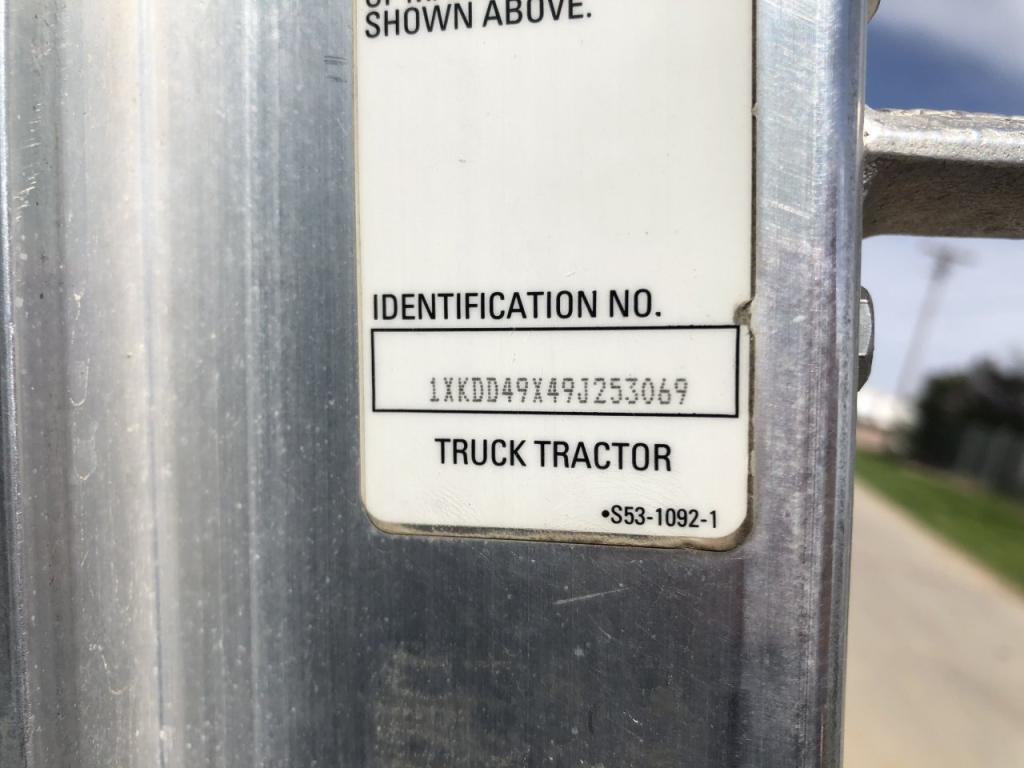 SHOWN ABOVE.
IDENTIFICATION NO.
1XKDD49X49J253069
TRUCK TRACTOR
•S53-1092-1